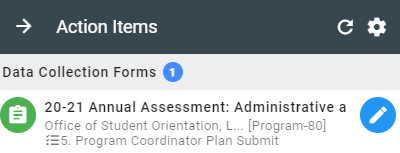 Action Items
Data Collection Forms 1
20-21 Annual Assessment: Administrative a
Office of Student Orientation, L... [Program-80]
5. Program Coordinator Plan Submit